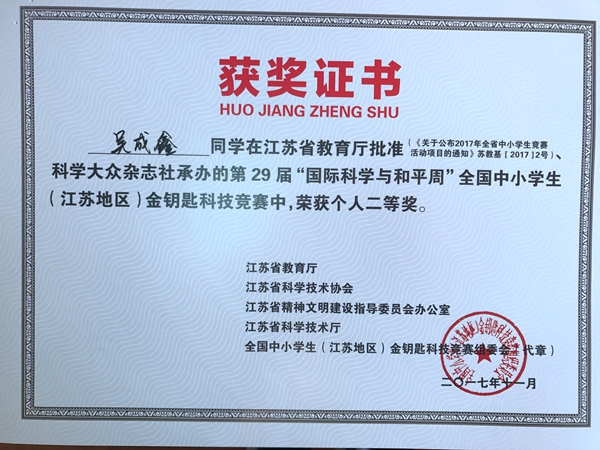 获奖证书
HUO JIANG ZHENG SHU
吴成鑫 同学在江苏省教育厅批准(《关于公布2017年全省中小学生竞赛活动项目的通知》苏教基[2017]2号)、
科学大众杂志社承办的第29届“国际科学与和平周”全国中小学生
(江苏地区)金钥匙科技竞赛中,荣获个人二等奖。
江苏省教育厅
江苏省科学技术协会
江苏省精神文明建设指导委员会办公室
江苏省科学技术厅
全国中小学生(江苏地区)金钥匙科技竞赛组委会(代章)
二〇一七年十一月